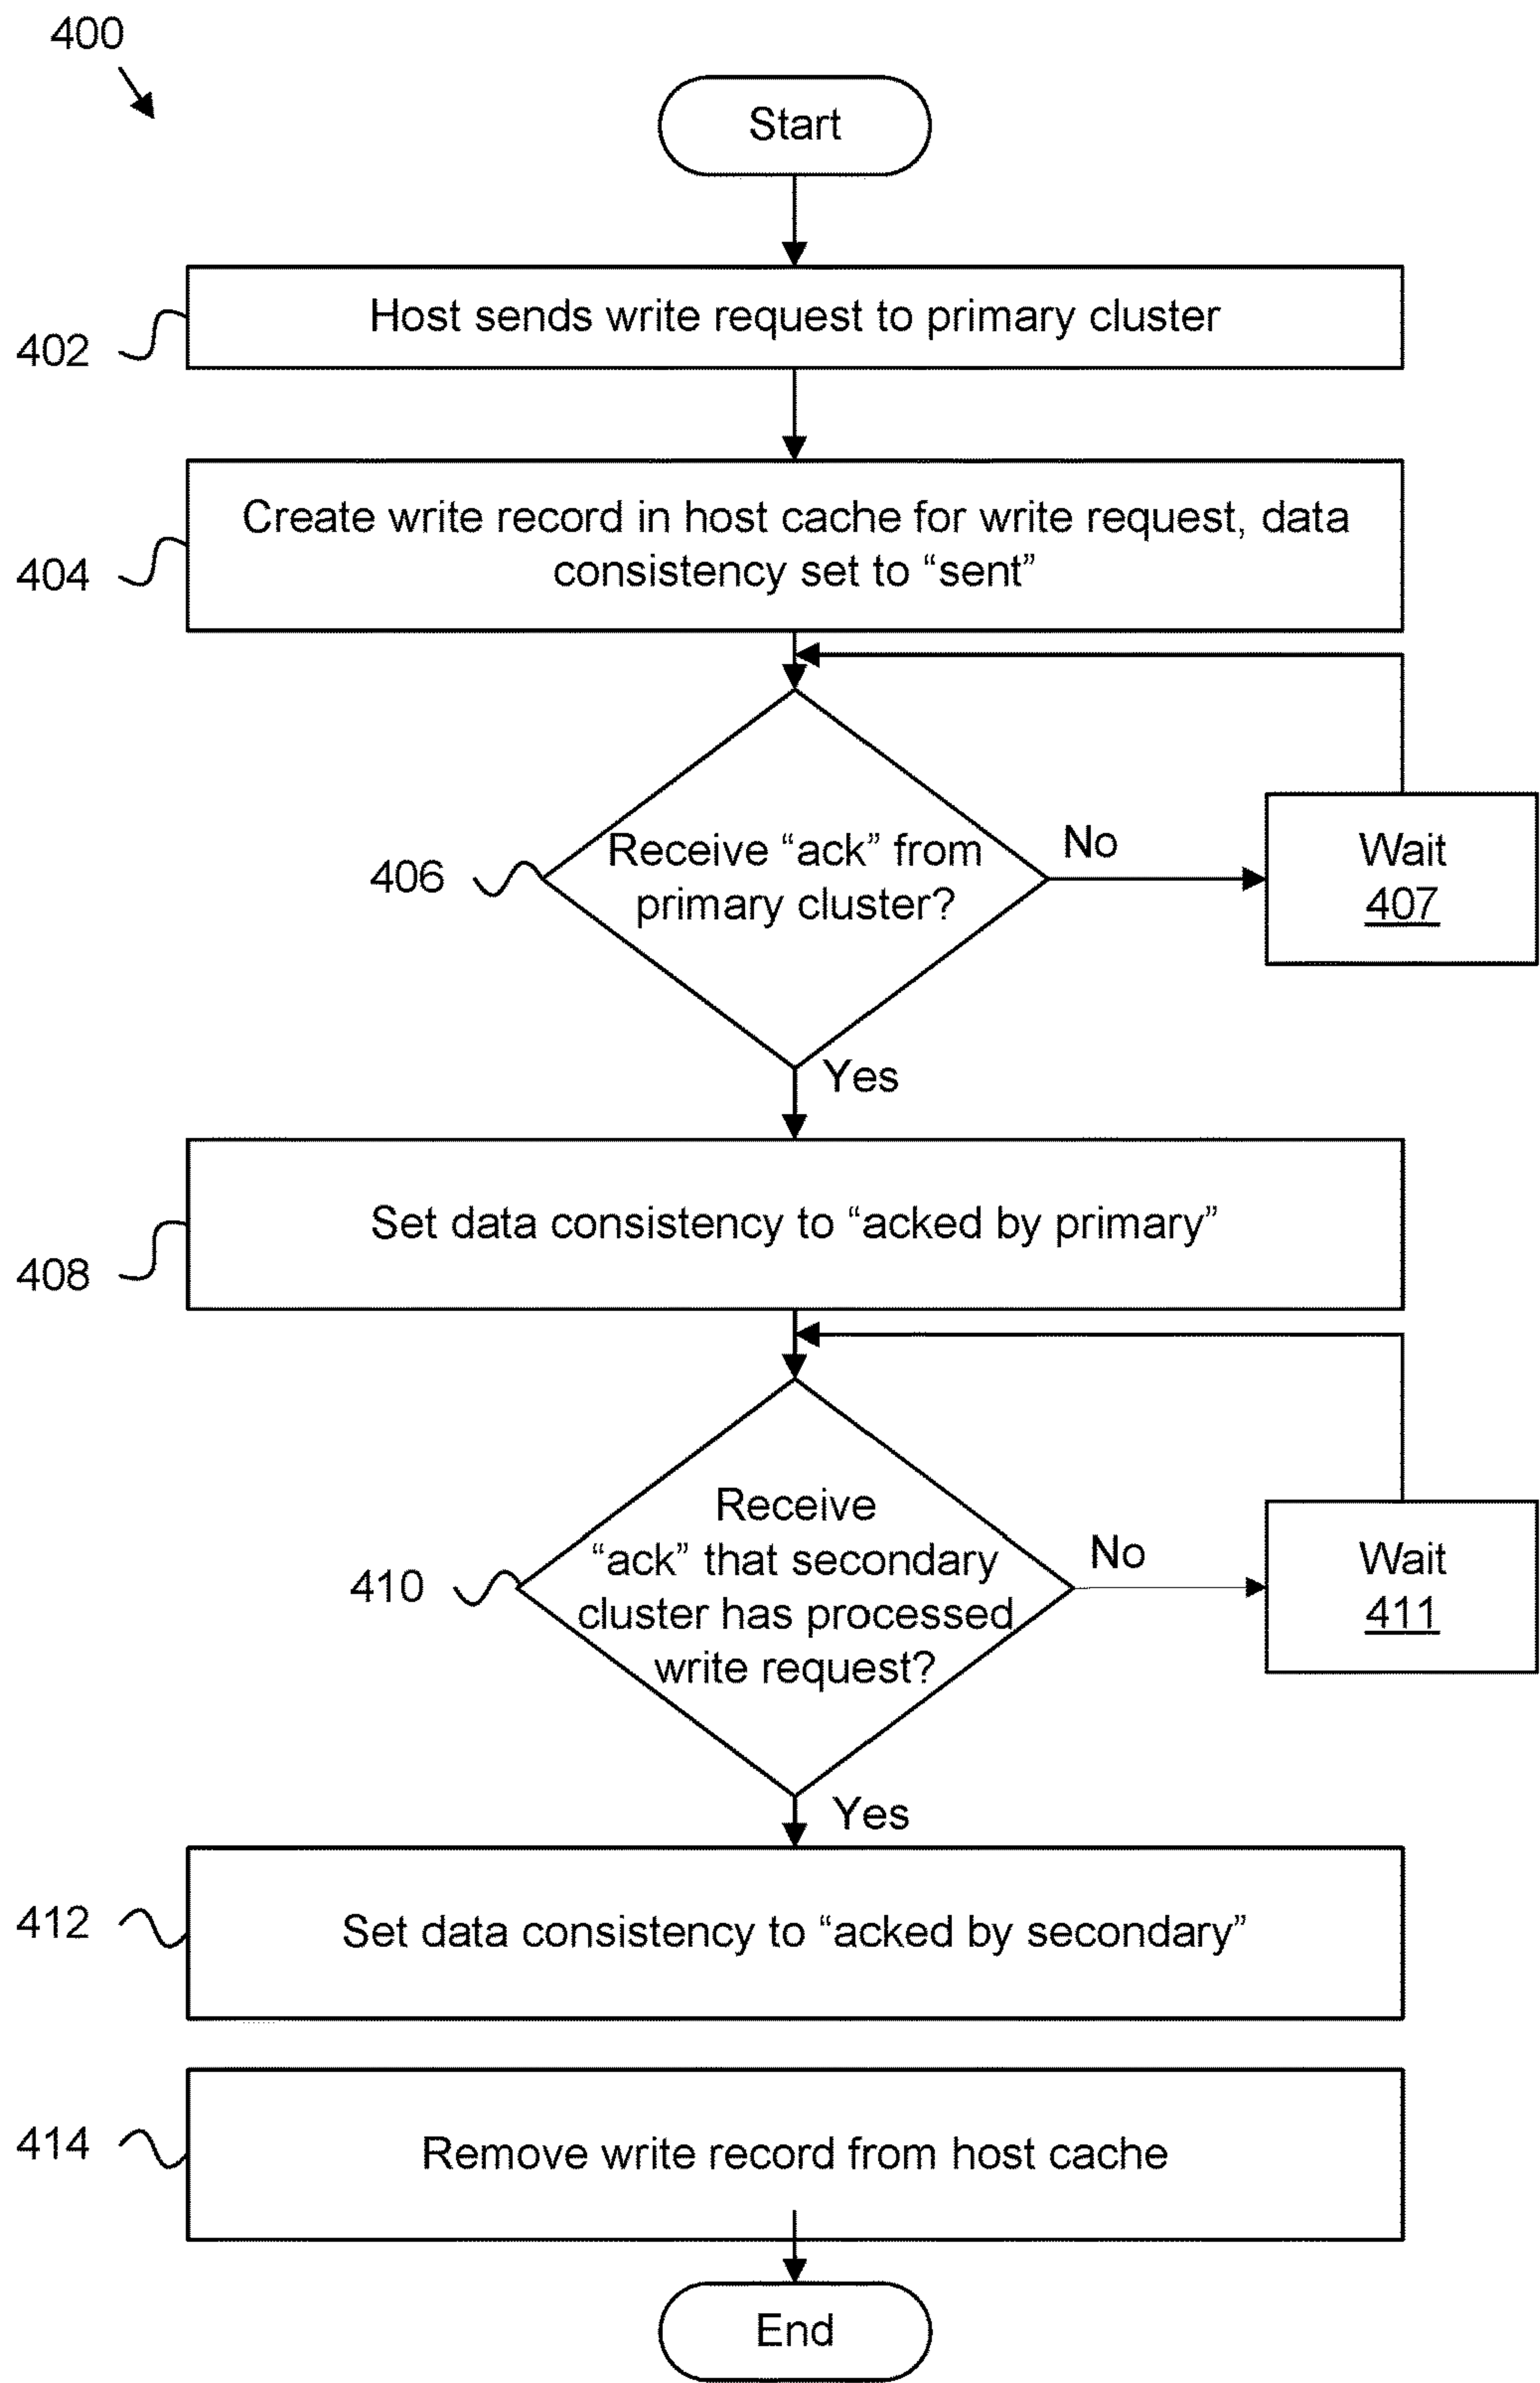 400
Start
Host sends write request to primary cluster
402
Create write record in host cache for write request, data
consistency set to “sent”
404
Receive “ack” from
primary cluster?
406
No
Wait
407
Yes
Set data consistency to “acked by primary”
408
Receive
“ack” that secondary
cluster has processed
write request?
410
No
Wait
411
Yes
Set data consistency to “acked by secondary”
412
Remove write record from host cache
414
End